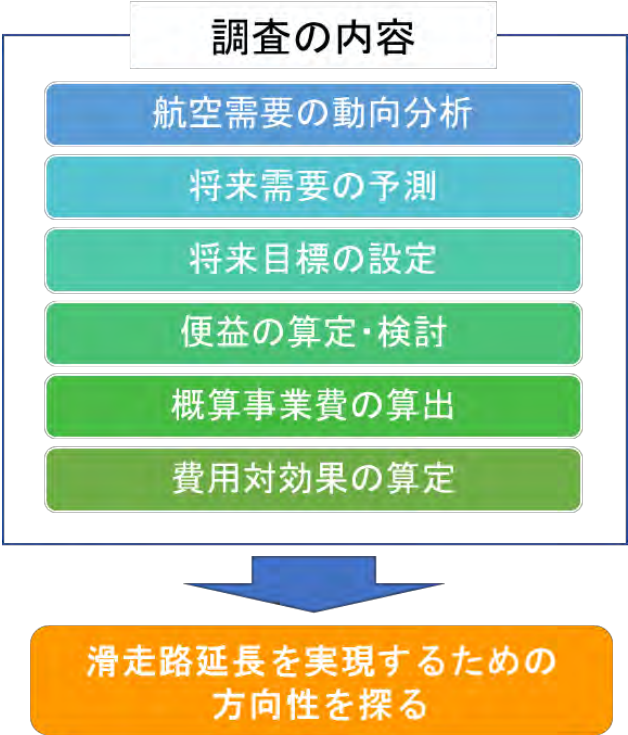 調査の内容
航空需要の動向分析
将来需要の予測
将来目標の設定
便益の算定・検討
概算事業費の算出
費用対効果の算定
滑走路延長を実現するための
方向性を探る